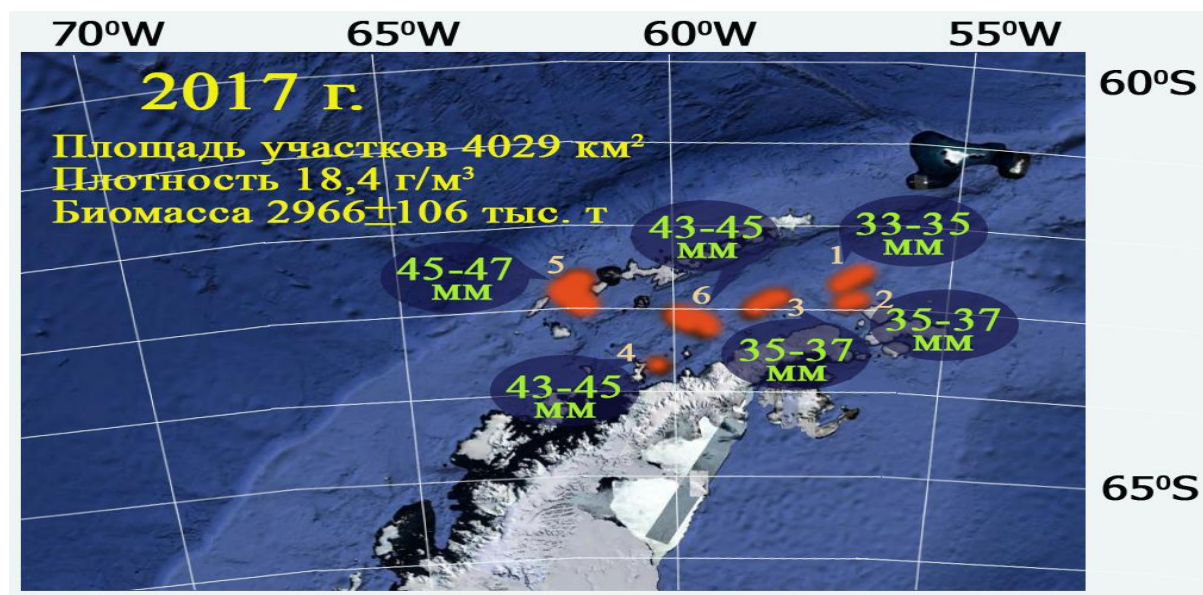 70⁰W 65⁰W 60⁰W 55⁰W
60⁰S
2017 г.
Площадь участков 4029 км²
Плотность 18,4 г/м³
Биомасса 2966±106 тыс. т
43-45
мм
33-35
мм
45-47
мм
5
1
6
3
2
35-37
мм
35-37
мм
4
43-45
мм
65⁰S